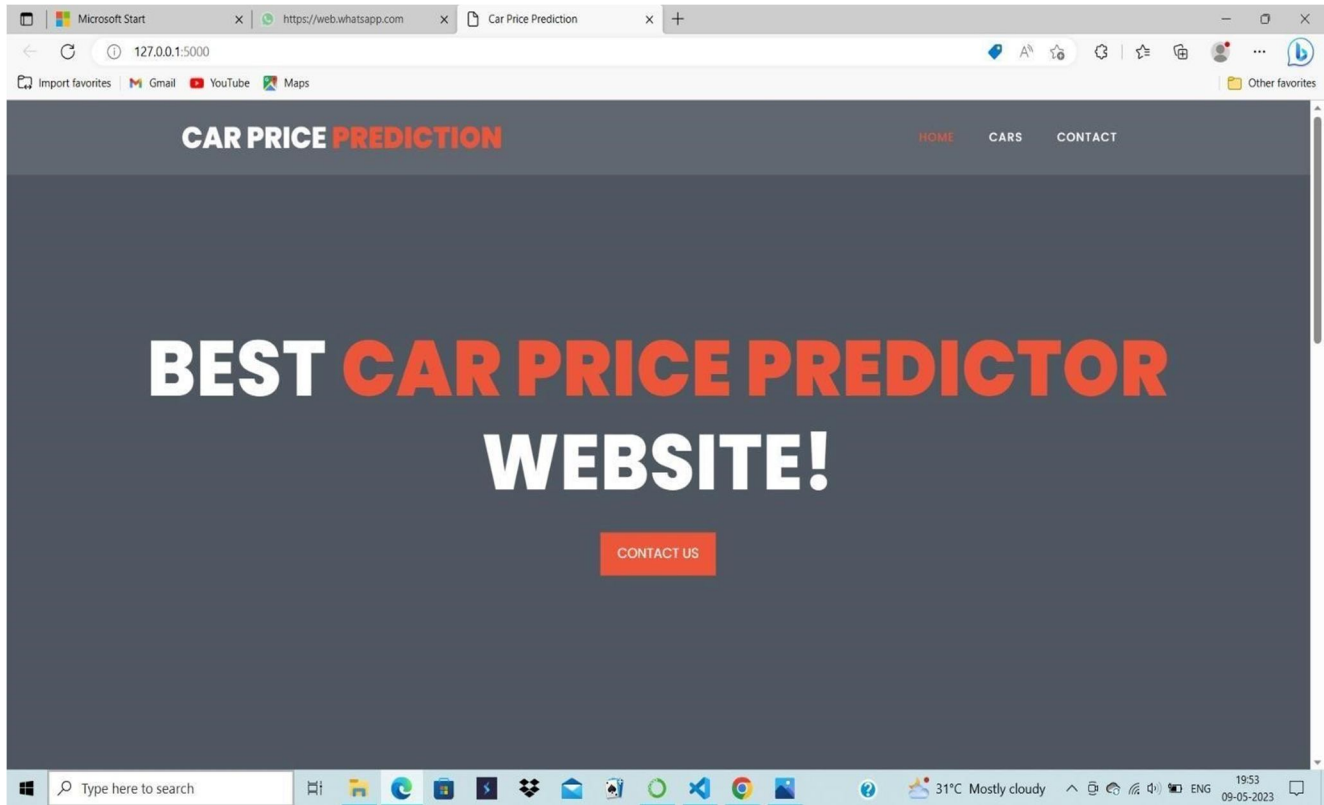 Microsoft Start
https://web.whatsapp.com
Car Price Prediction
127.0.0.1:5000
Import favorites
Gmail
YouTube
Maps
Other favorites
CAR PRICE PREDICTION
HOME
CARS
CONTACT
BEST CAR PRICE PREDICTOR
WEBSITE!
CONTACT US
Type here to search
31°C Mostly cloudy
ENG
19:53
09-05-2023